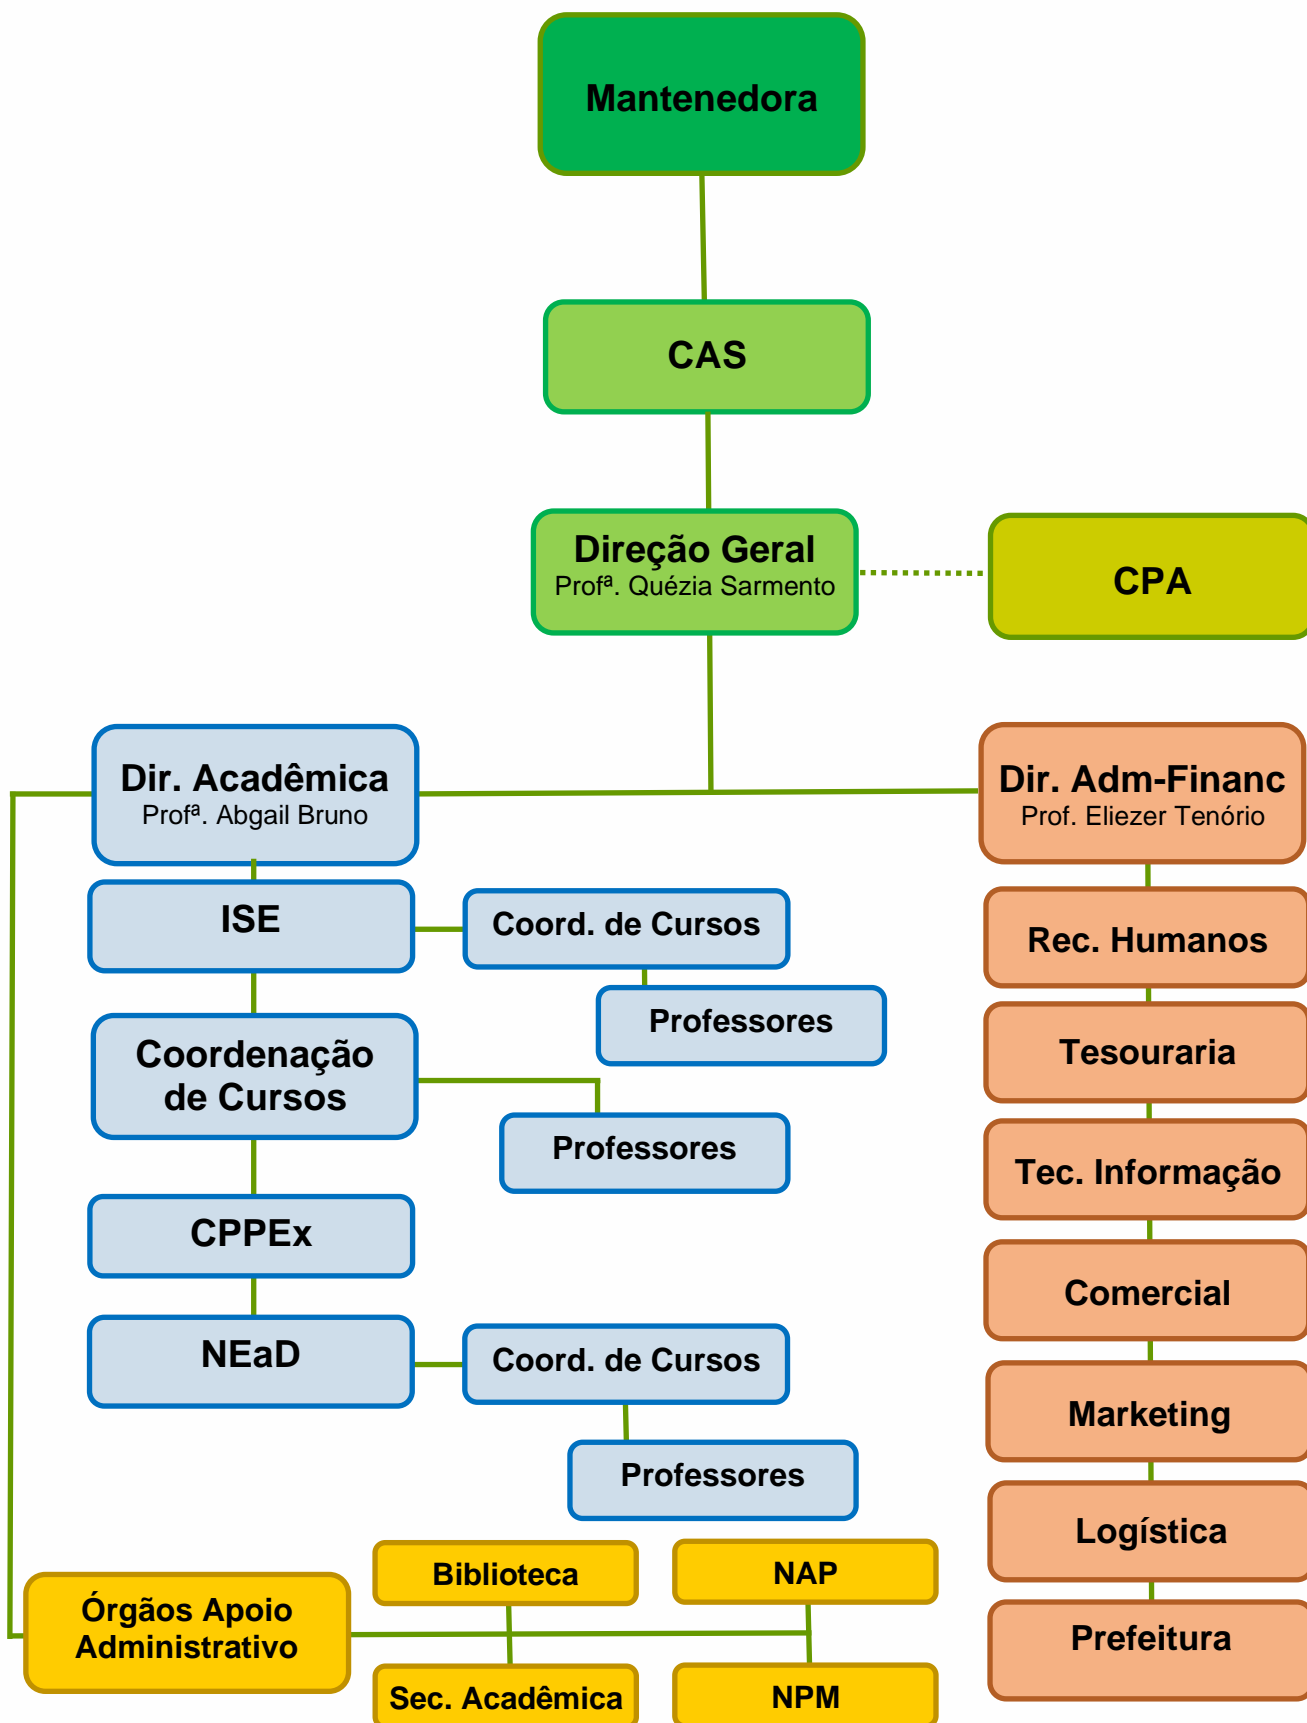 Mantenedora
CAS
Direção Geral
Profª. Quézia Sarmento
CPA
Dir. Acadêmica
Profª. Abgail Bruno
Dir. Adm-Financ
Prof. Eliezer Tenório
ISE
Coord. de Cursos
Professores
Coordenação
de Cursos
Professores
CPPEx
NEaD
Coord. de Cursos
Professores
Rec. Humanos
Tesouraria
Tec. Informação
Comercial
Marketing
Logística
Prefeitura
Órgãos Apoio
Administrativo
Biblioteca
NAP
Sec. Acadêmica
NPM